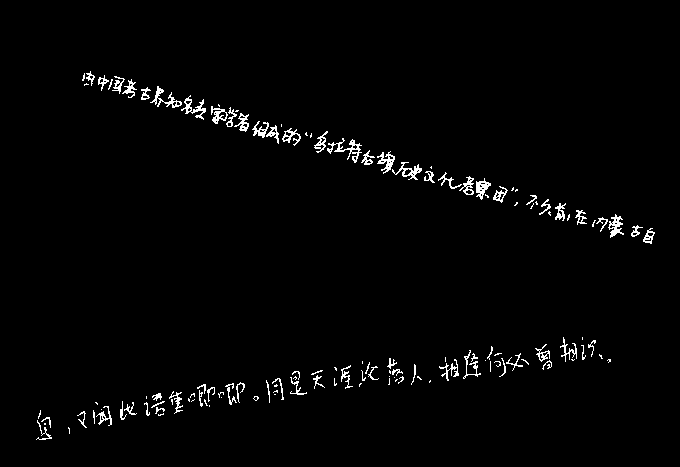 由中国考古界知名专家学者组成的“乌拉特后旗历史文化考察团”，不久前，在内蒙古自
息，又闻此语重唧唧。同是天涯沦落人，相逢何必曾相识。